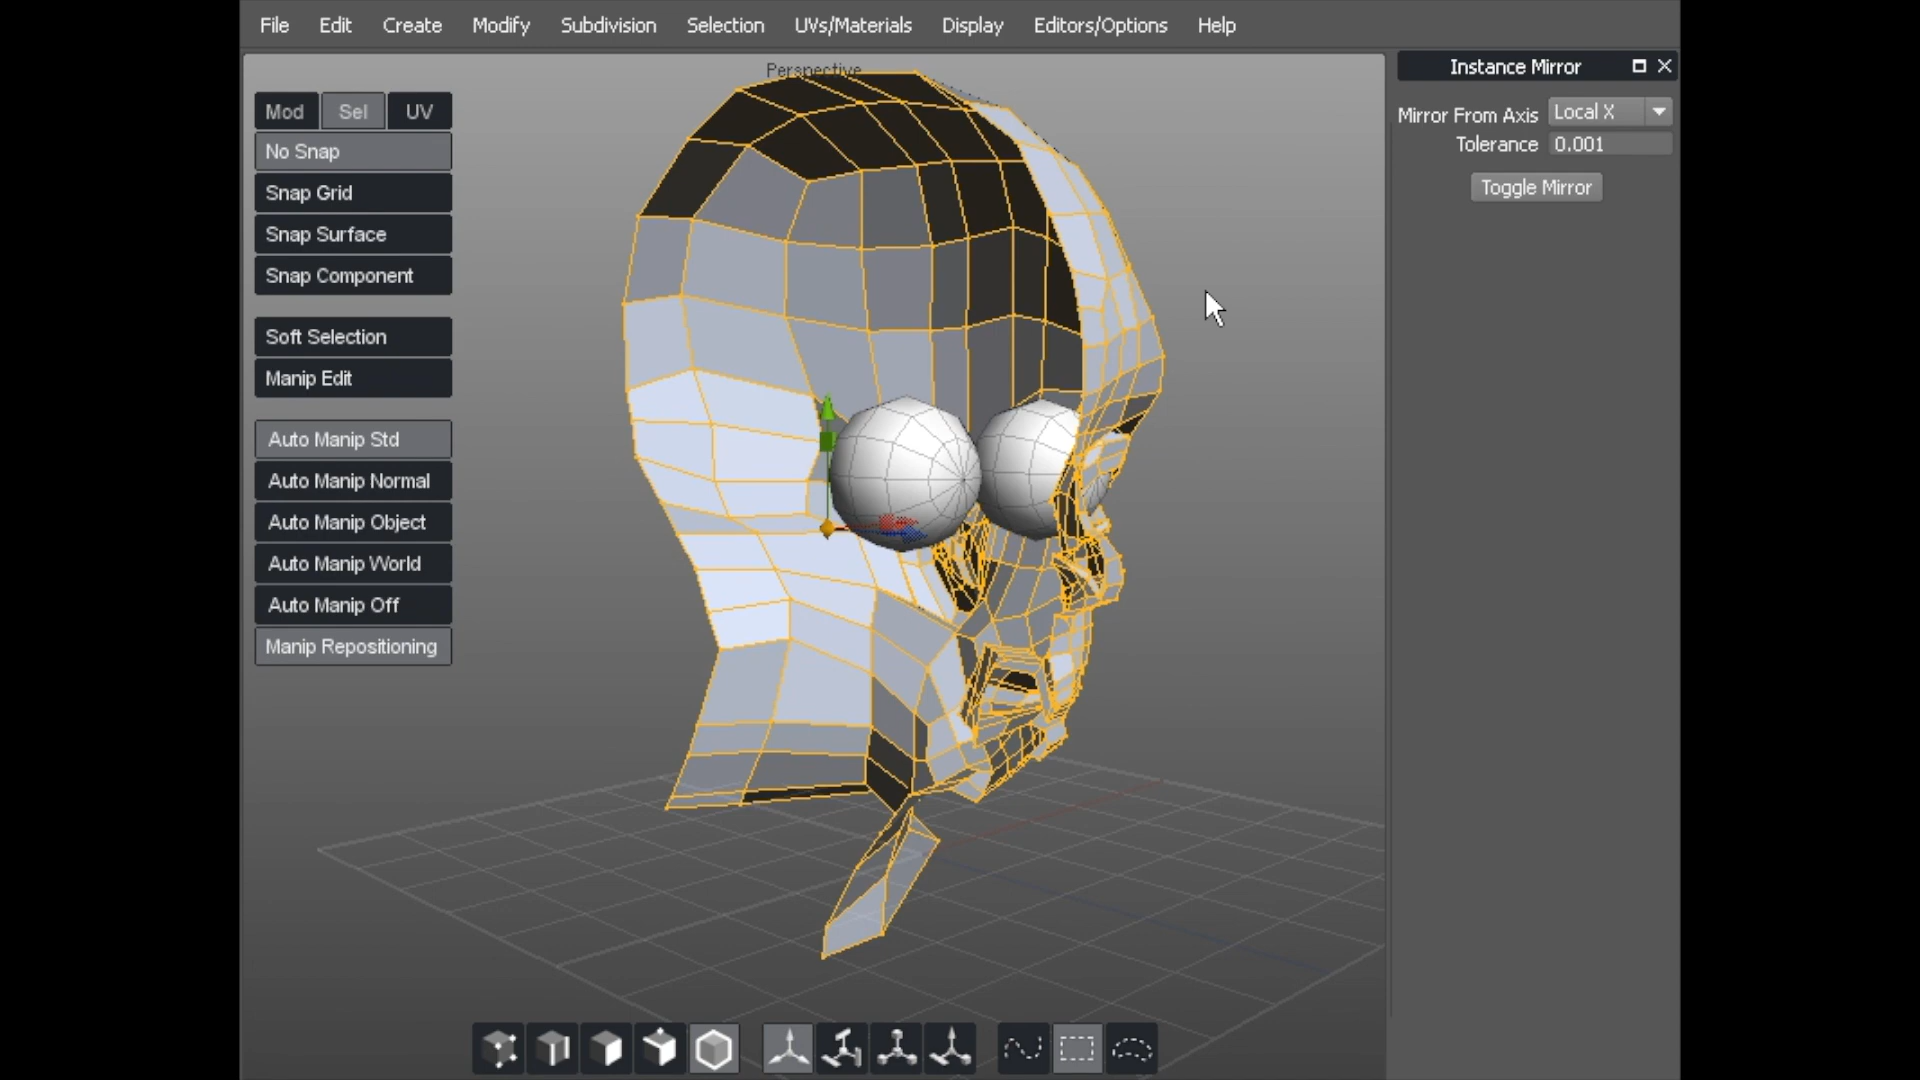 File Edit Create Modify Subdivision Selection UVs/Materials Display Editors/Options Help
Perspective
Mod Sel UV
No Snap
Snap Grid
Snap Surface
Snap Component
Soft Selection
Manip Edit
Auto Manip Std
Auto Manip Normal
Auto Manip Object
Auto Manip World
Auto Manip Off
Manip Repositioning
Instance Mirror
Mirror From Axis Local X
Tolerance 0.001
Toggle Mirror